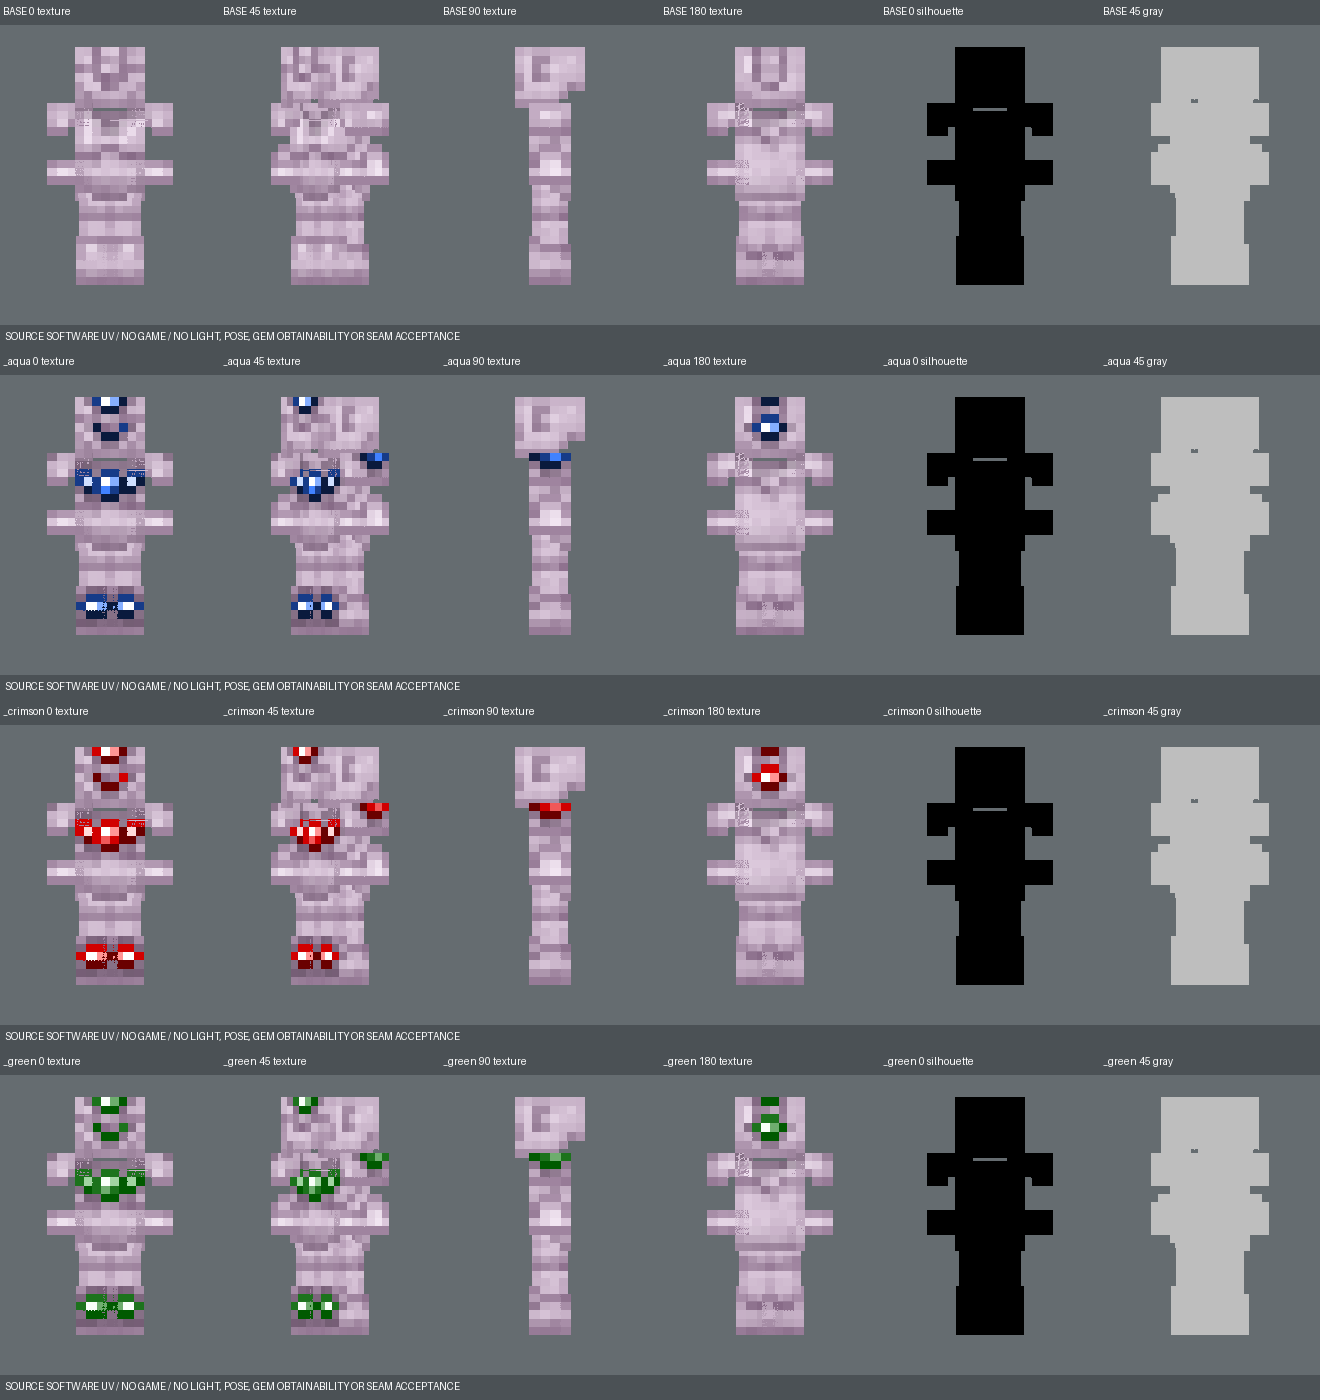 BASE 0 texture
BASE 45 texture
BASE 90 texture
BASE 180 texture
BASE 0 silhouette
BASE 45 gray
SOURCE SOFTWARE UV / NO GAME / NO LIGHT, POSE, GEM OBTAINABILITY OR SEAM ACCEPTANCE
_aqua 0 texture
_aqua 45 texture
_aqua 90 texture
_aqua 180 texture
_aqua 0 silhouette
_aqua 45 gray
SOURCE SOFTWARE UV / NO GAME / NO LIGHT, POSE, GEM OBTAINABILITY OR SEAM ACCEPTANCE
_crimson 0 texture
_crimson 45 texture
_crimson 90 texture
_crimson 180 texture
_crimson 0 silhouette
_crimson 45 gray
SOURCE SOFTWARE UV / NO GAME / NO LIGHT, POSE, GEM OBTAINABILITY OR SEAM ACCEPTANCE
_green 0 texture
_green 45 texture
_green 90 texture
_green 180 texture
_green 0 silhouette
_green 45 gray
SOURCE SOFTWARE UV / NO GAME / NO LIGHT, POSE, GEM OBTAINABILITY OR SEAM ACCEPTANCE